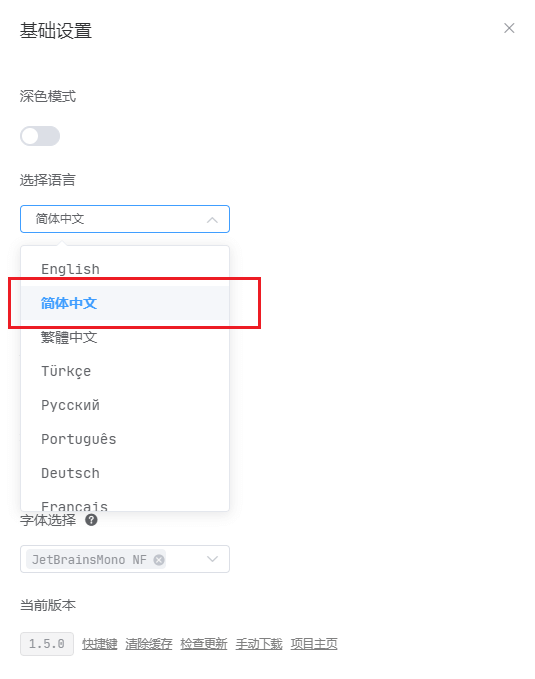 基础设置
深色模式
选择语言
简体中文
English
简体中文
繁體中文
Türkçe
Русский
Português
Deutsch
Français
字体选择
JetBrainsMono NF
当前版本
1.5.0 快捷键 清除缓存 检查更新 手动下载 项目主页